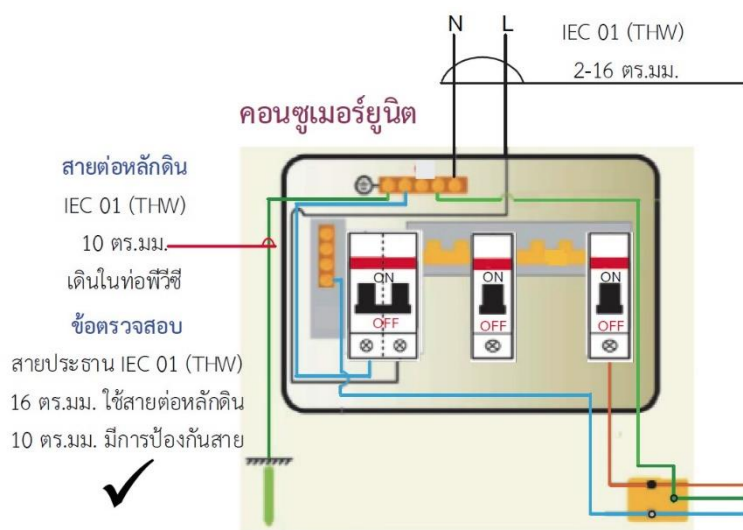 N L
IEC 01 (THW)
2-16 ตร.มม.
คอนซูเมอร์ยูนิต
สายต่อหลักดิน
IEC 01 (THW)
10 ตร.มม.
เดินในท่อพีวีซี
ข้อตรวจสอบ
สายประธาน IEC 01 (THW)
16 ตร.มม. ใช้สายต่อหลักดิน
10 ตร.มม. มีการป้องกันสาย
ON ON ON
OFF OFF OFF